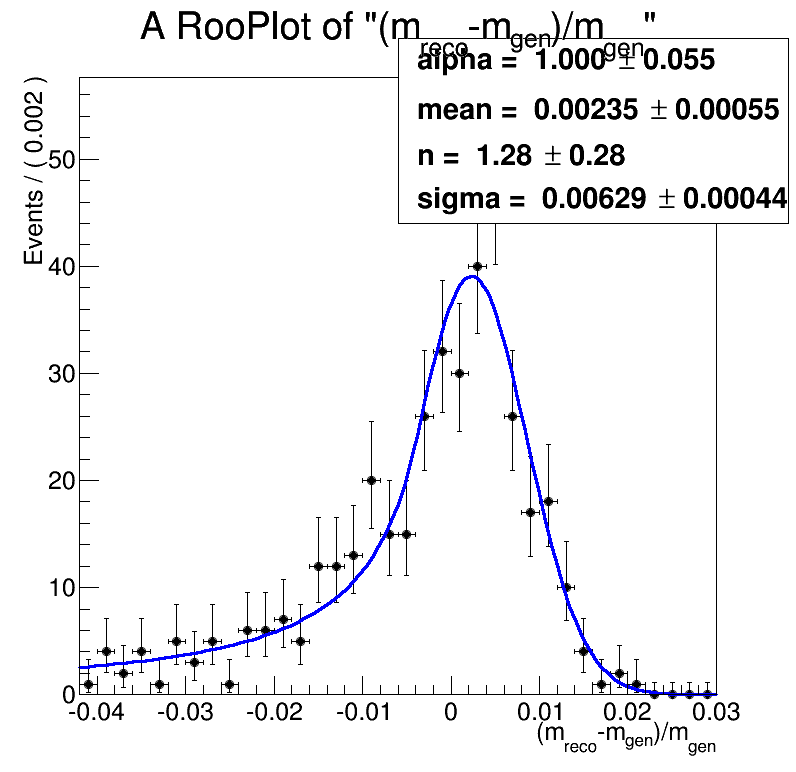 A RooPlot of "(m_reco-m_gen)/m_gen"
alpha = 1.000 ± 0.055
mean = 0.00235 ± 0.00055
n = 1.28 ± 0.28
sigma = 0.00629 ± 0.00044
Events / ( 0.002 )
50
40
30
20
10
0
-0.04 -0.03 -0.02 -0.01 0 0.01 0.02 0.03
(m_reco-m_gen)/m_gen